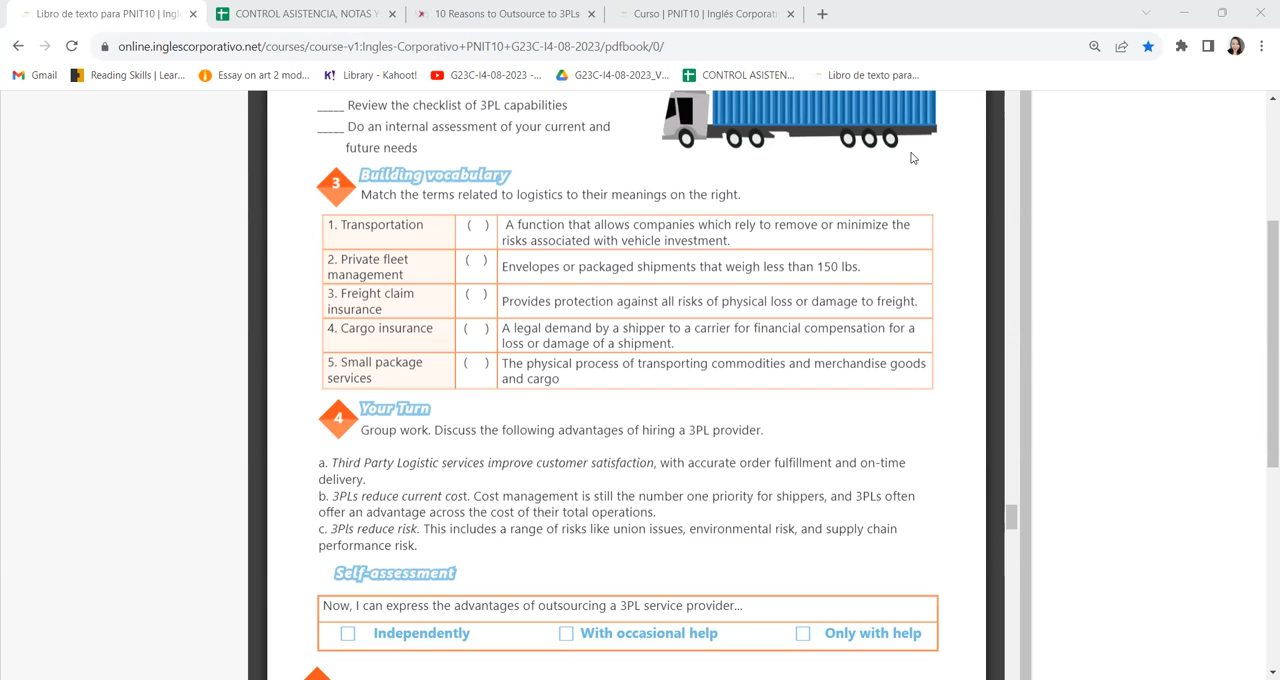 Libro de texto para PNIT10 | Ingl
CONTROL ASISTENCIA, NOTAS Y
10 Reasons to Outsource to 3PLs
Curso | PNIT10 | Inglés Corporati
online.inglescorporativo.net/courses/course-v1:Ingles-Corporativo+PNIT10+G23C-I4-08-2023/pdfbook/0/
Gmail
Reading Skills | Lear...
Essay on art 2 mod...
Library - Kahoot!
G23C-I4-08-2023 -...
G23C-I4-08-2023_V...
CONTROL ASISTEN...
Libro de texto para...
_____ Review the checklist of 3PL capabilities
_____ Do an internal assessment of your current and
future needs
3
Building vocabulary
Match the terms related to logistics to their meanings on the right.
1. Transportation ( ) A function that allows companies which rely to remove or minimize the
risks associated with vehicle investment.
2. Private fleet
management ( ) Envelopes or packaged shipments that weigh less than 150 lbs.
3. Freight claim
insurance ( ) Provides protection against all risks of physical loss or damage to freight.
4. Cargo insurance ( ) A legal demand by a shipper to a carrier for financial compensation for a
loss or damage of a shipment.
5. Small package
services ( ) The physical process of transporting commodities and merchandise goods
and cargo
4
Your Turn
Group work. Discuss the following advantages of hiring a 3PL provider.
a. Third Party Logistic services improve customer satisfaction, with accurate order fulfillment and on-time
delivery.
b. 3PLs reduce current cost. Cost management is still the number one priority for shippers, and 3PLs often
offer an advantage across the cost of their total operations.
c. 3Pls reduce risk. This includes a range of risks like union issues, environmental risk, and supply chain
performance risk.
Self-assessment
Now, I can express the advantages of outsourcing a 3PL service provider...
Independently
With occasional help
Only with help